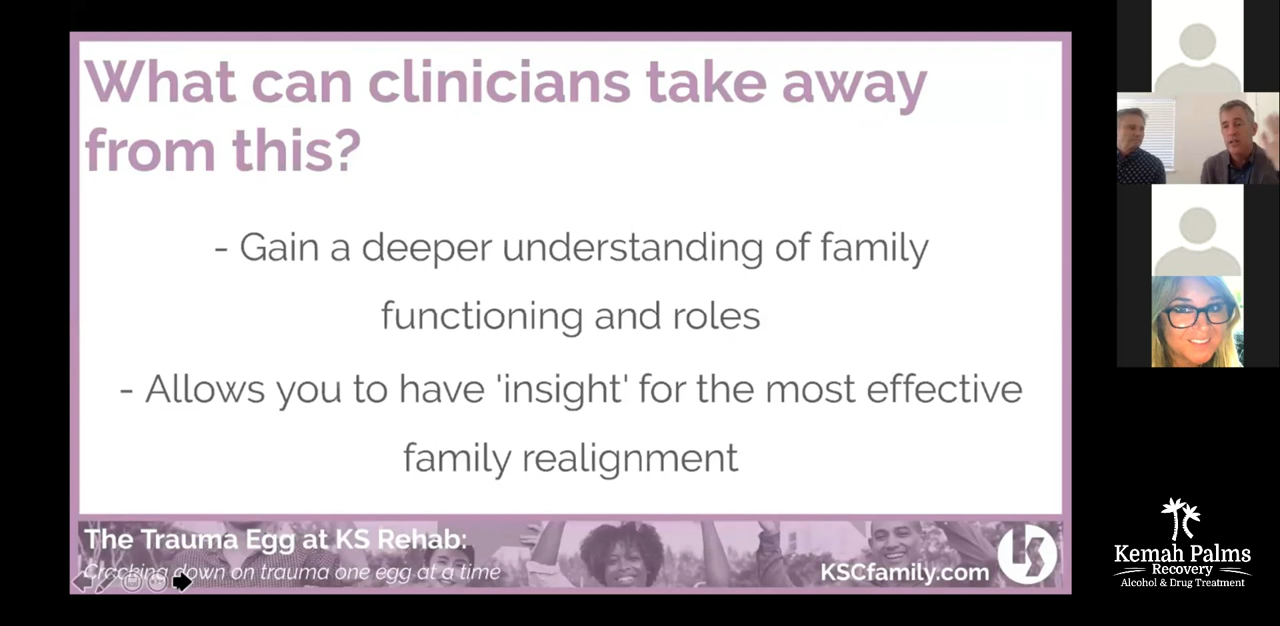 What can clinicians take away
from this?
- Gain a deeper understanding of family
functioning and roles
- Allows you to have 'insight' for the most effective
family realignment
The Trauma Egg at KS Rehab:
Cracking down on trauma one egg at a time
KSCfamily.com
Kemah Palms
Recovery
Alcohol & Drug Treatment